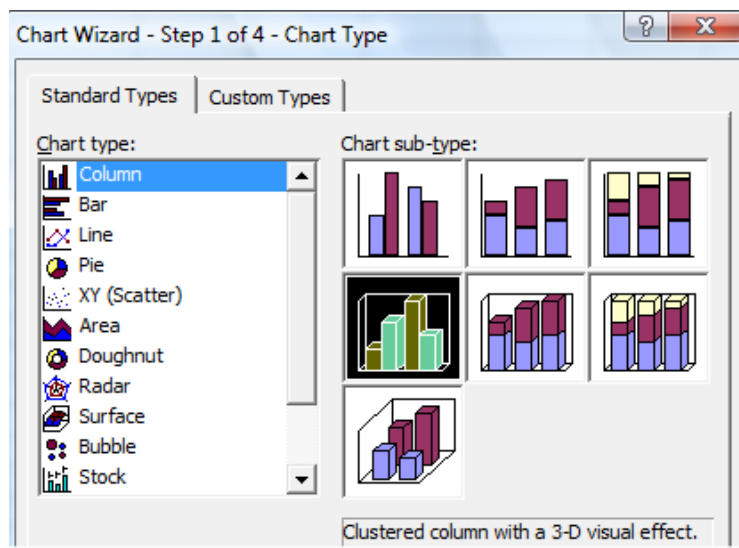 Chart Wizard - Step 1 of 4 - Chart Type
? X
Standard Types
Custom Types
Chart type:
Column
Bar
Line
Pie
XY (Scatter)
Area
Doughnut
Radar
Surface
Bubble
Stock
Chart sub-type:
Clustered column with a 3-D visual effect.